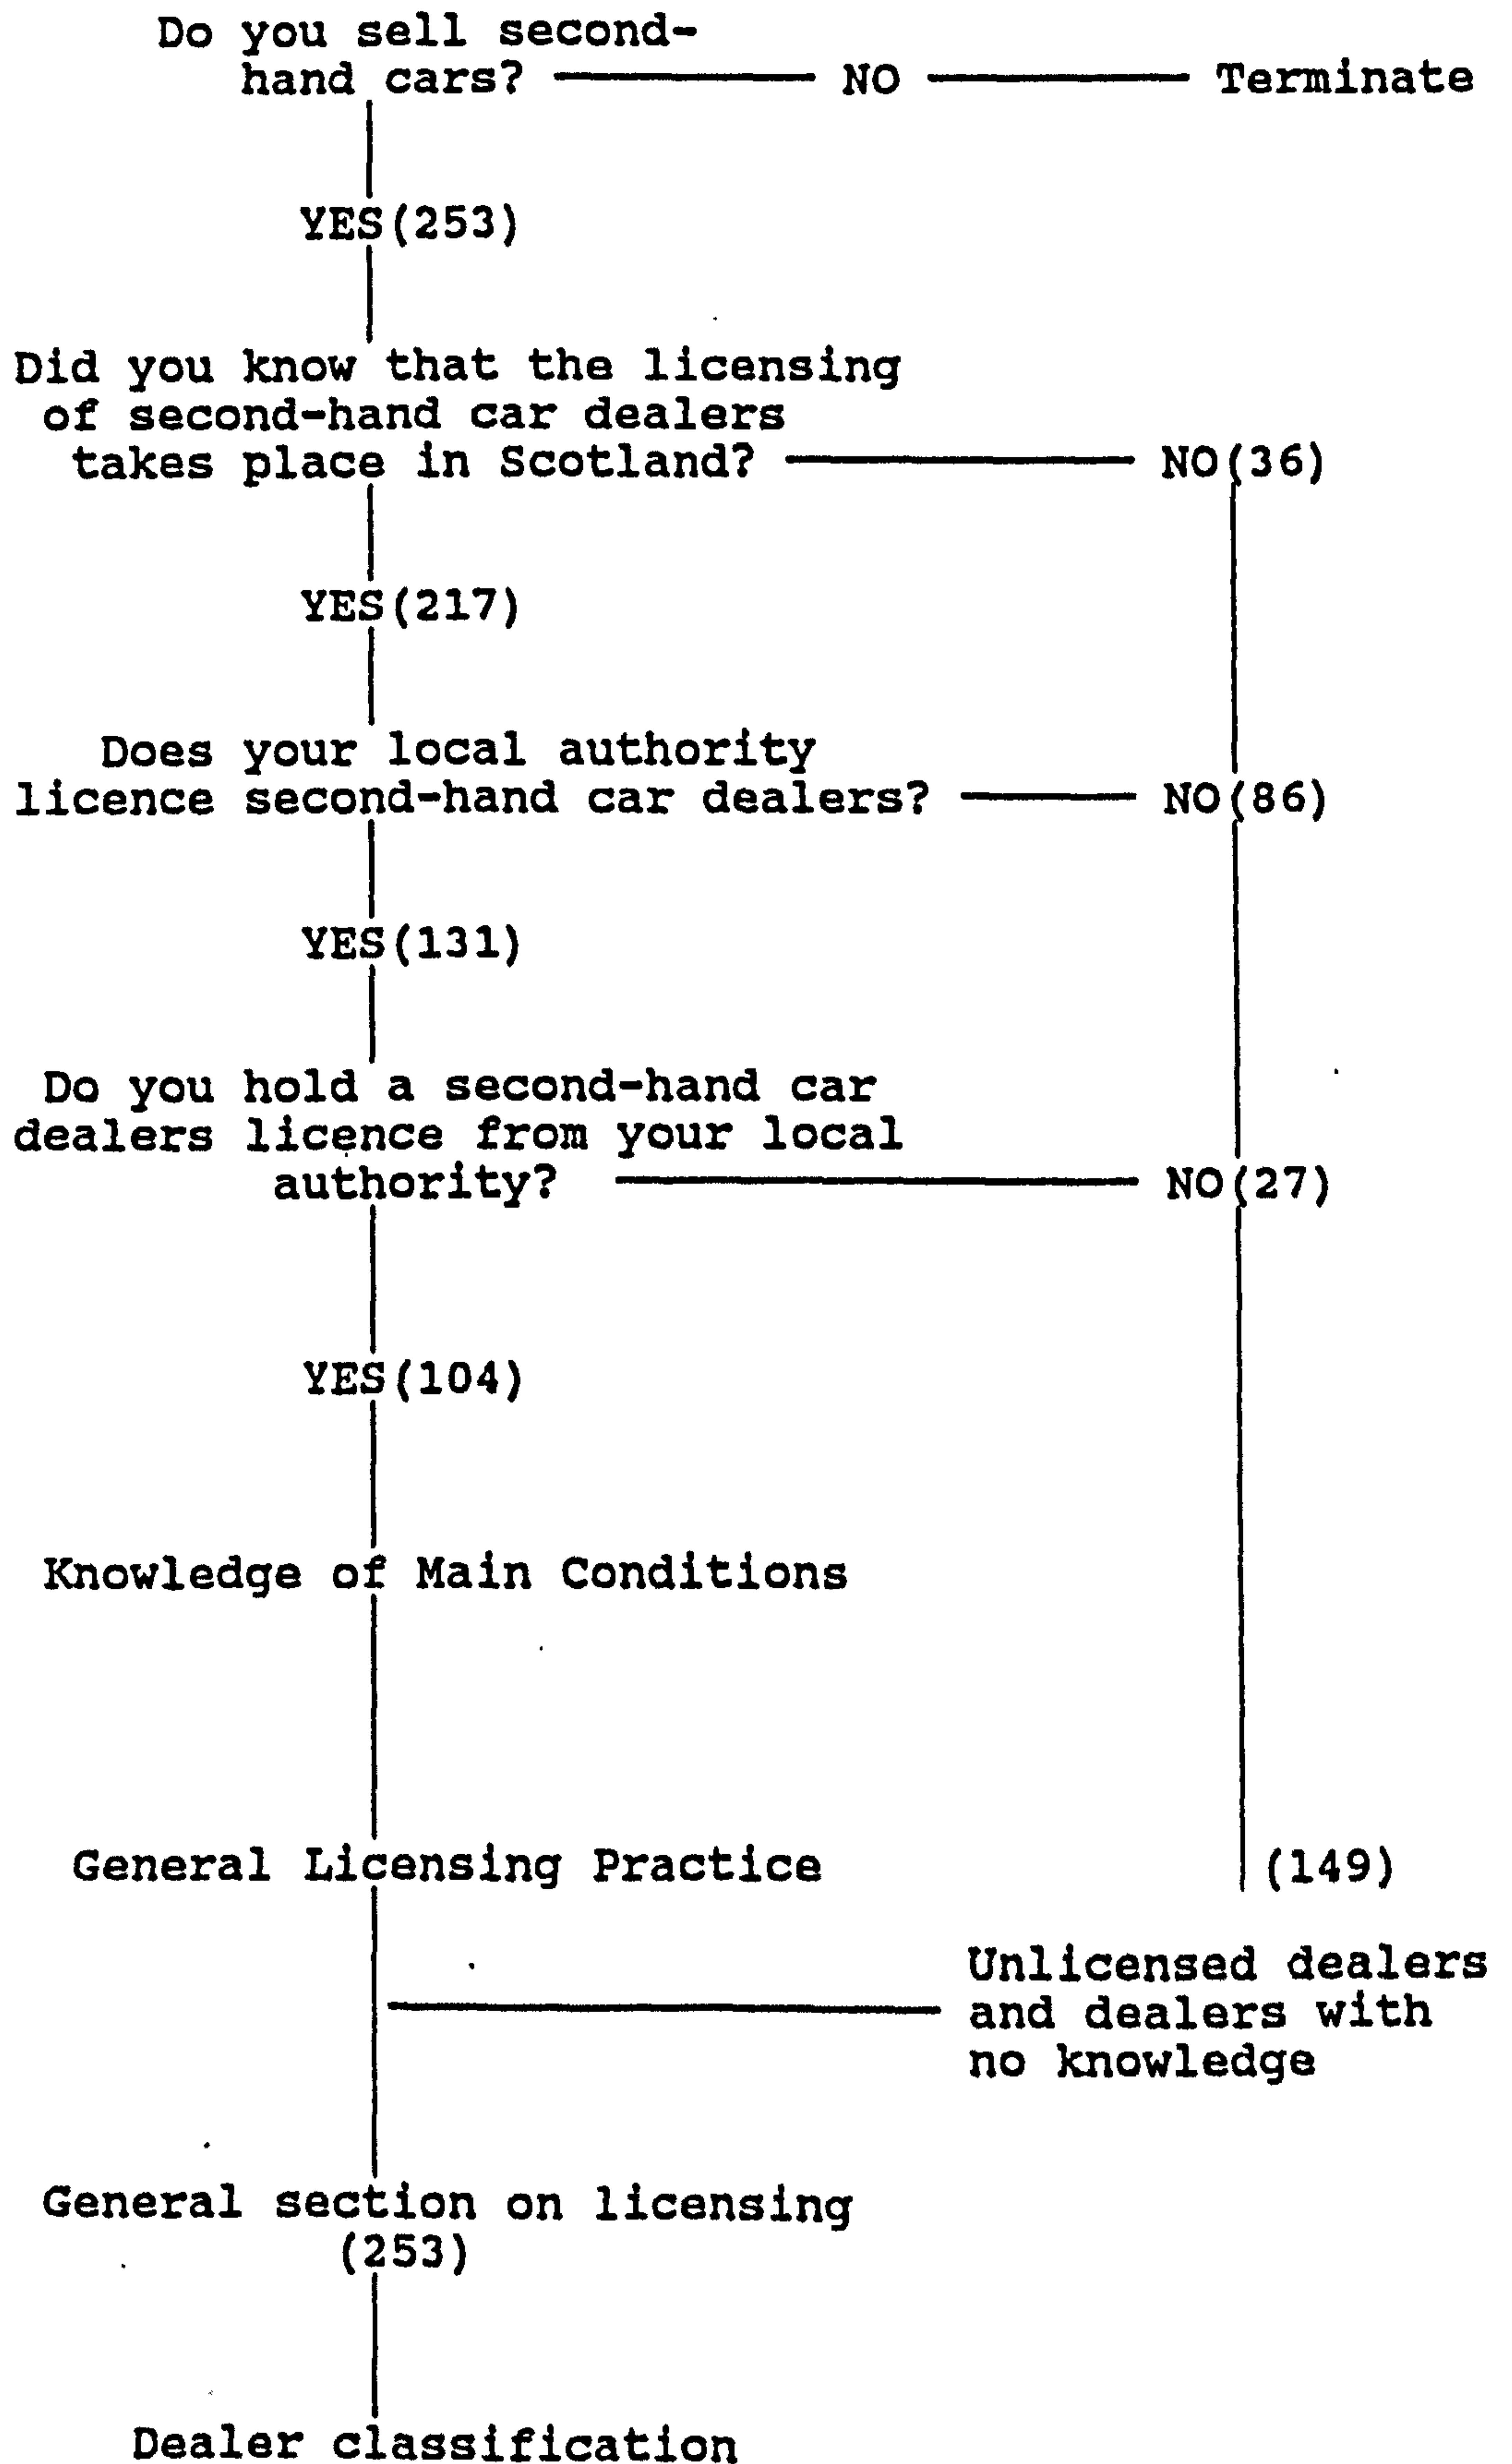 Do you sell second-
hand cars? NO Terminate
YES(253)
Did you know that the licensing
of second-hand car dealers
takes place in Scotland? NO(36)
YES(217)
Does your local authority
licence second-hand car dealers? NO(86)
YES(131)
Do you hold a second-hand car
dealers licence from your local
authority? NO(27)
YES(104)
Knowledge of Main Conditions
General Licensing Practice (149)
Unlicensed dealers
and dealers with
no knowledge
General section on licensing
(253)
Dealer classification